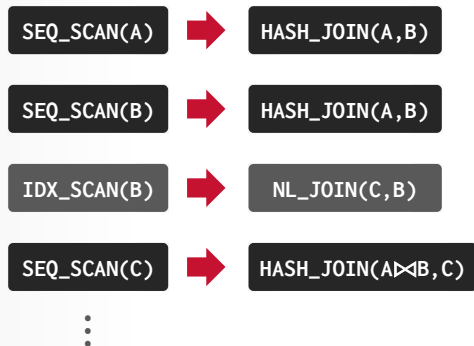 SEQ_SCAN(A) HASH_JOIN(A,B)
SEQ_SCAN(B) HASH_JOIN(A,B)
IDX_SCAN(B) NL_JOIN(C,B)
SEQ_SCAN(C) HASH_JOIN(A⨝B,C)